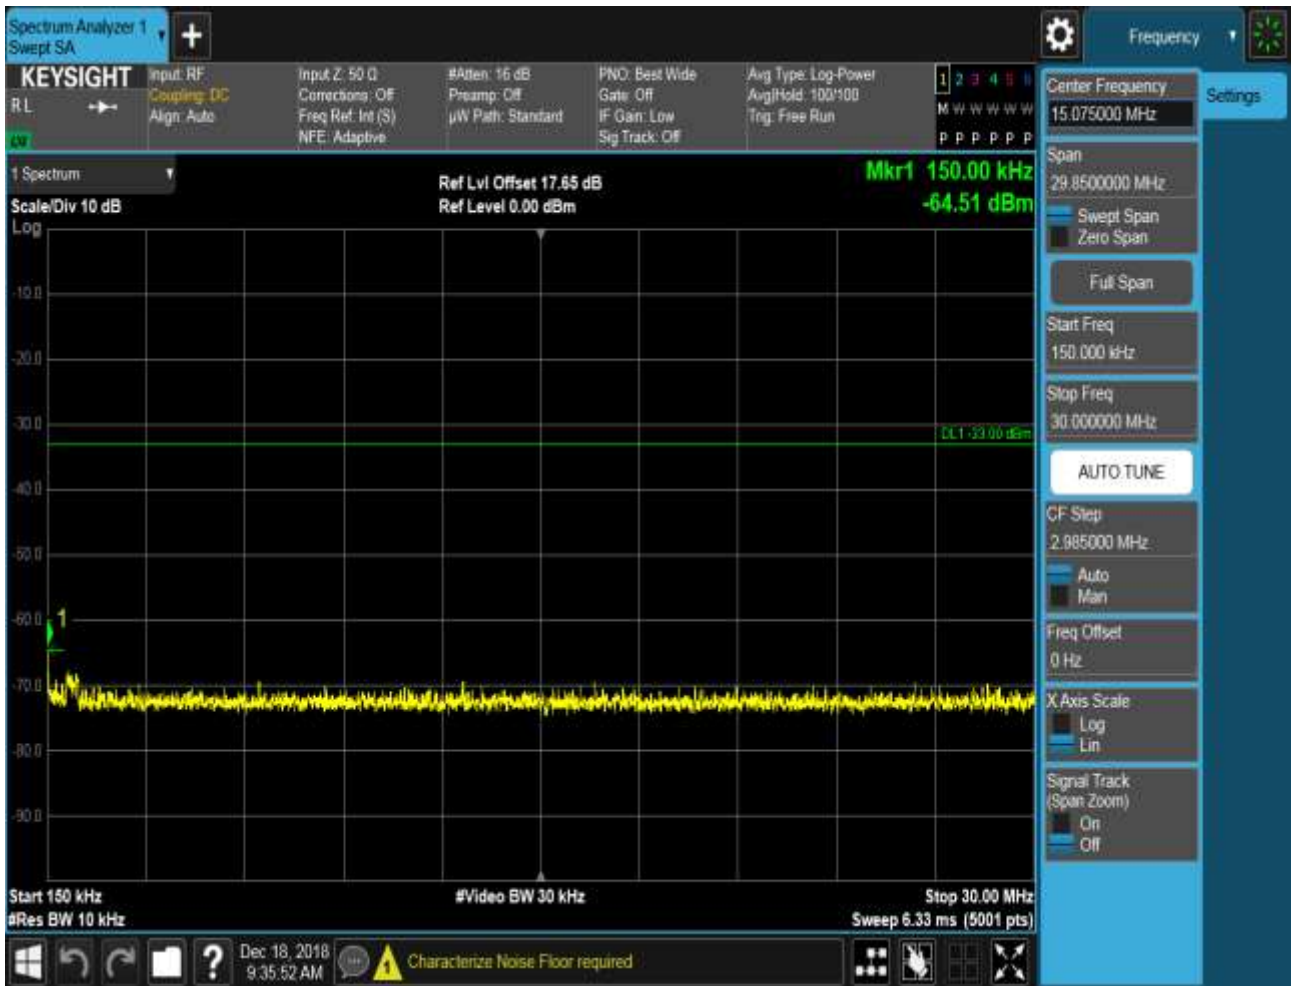 Spectrum Analyzer 1
Swept SA
Frequency
KEYSIGHT
RL
Input: RF
Coupling: DC
Align: Auto
Input Z: 50 Ω
Corrections: Off
Freq Ref: Int (S)
NFE: Adaptive
#Atten: 16 dB
Preamp: Off
µW Path: Standard
PNO: Best Wide
Gate: Off
IF Gain: Low
Sig Track: Off
Avg Type: Log-Power
Avg|Hold: 100/100
Trig: Free Run
1 2 3 4 5 6
M W W W W W
P P P P P P
1 Spectrum
Scale/Div 10 dB
Ref Lvl Offset 17.65 dB
Ref Level 0.00 dBm
Mkr1 150.00 kHz
-64.51 dBm
Log
-10.0
-20.0
-30.0
DL1 -33.00 dBm
-40.0
-50.0
-60.0
1
-70.0
-80.0
-90.0
Start 150 kHz
#Video BW 30 kHz
Stop 30.00 MHz
#Res BW 10 kHz
Sweep 6.33 ms (5001 pts)
Dec 18, 2018
9:35:52 AM
1
Characterize Noise Floor required
Center Frequency
15.075000 MHz
Settings
Span
29.8500000 MHz
Swept Span
Zero Span
Full Span
Start Freq
150.000 kHz
Stop Freq
30.000000 MHz
AUTO TUNE
CF Step
2.985000 MHz
Auto
Man
Freq Offset
0 Hz
X Axis Scale
Log
Lin
Signal Track
(Span Zoom)
On
Off